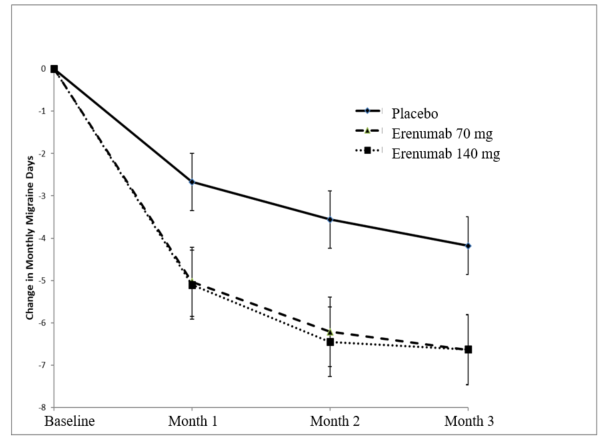 0
-1
-2
-3
-4
-5
-6
-7
-8
Change in Monthly Migraine Days
Placebo
Erenumab 70 mg
Erenumab 140 mg
Baseline Month 1 Month 2 Month 3